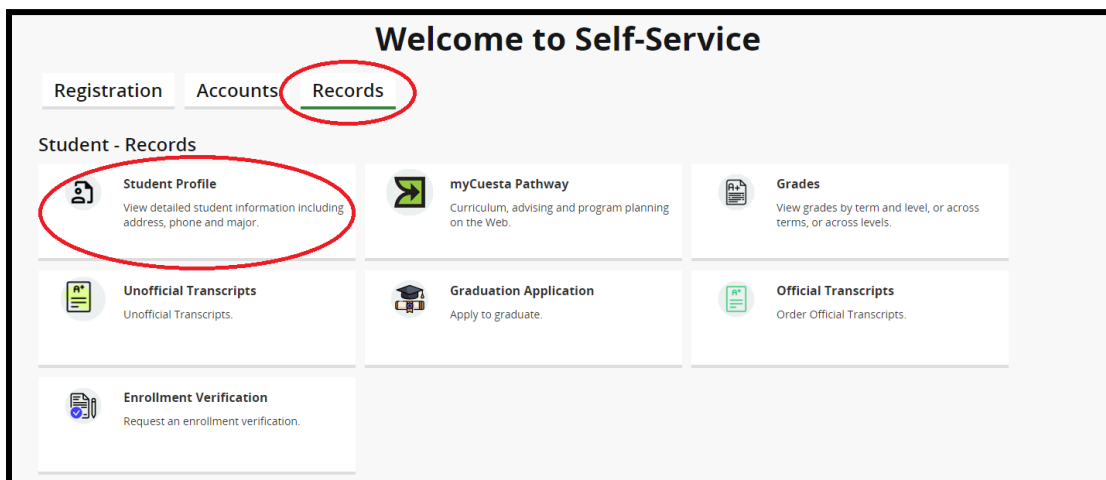 Welcome to Self-Service
Registration Accounts Records
Student - Records
Student Profile
View detailed student information including
address, phone and major.
myCuesta Pathway
Curriculum, advising and program planning
on the Web.
Grades
View grades by term and level, or across
terms, or across levels.
Unofficial Transcripts
Unofficial Transcripts.
Graduation Application
Apply to graduate.
Official Transcripts
Order Official Transcripts.
Enrollment Verification
Request an enrollment verification.